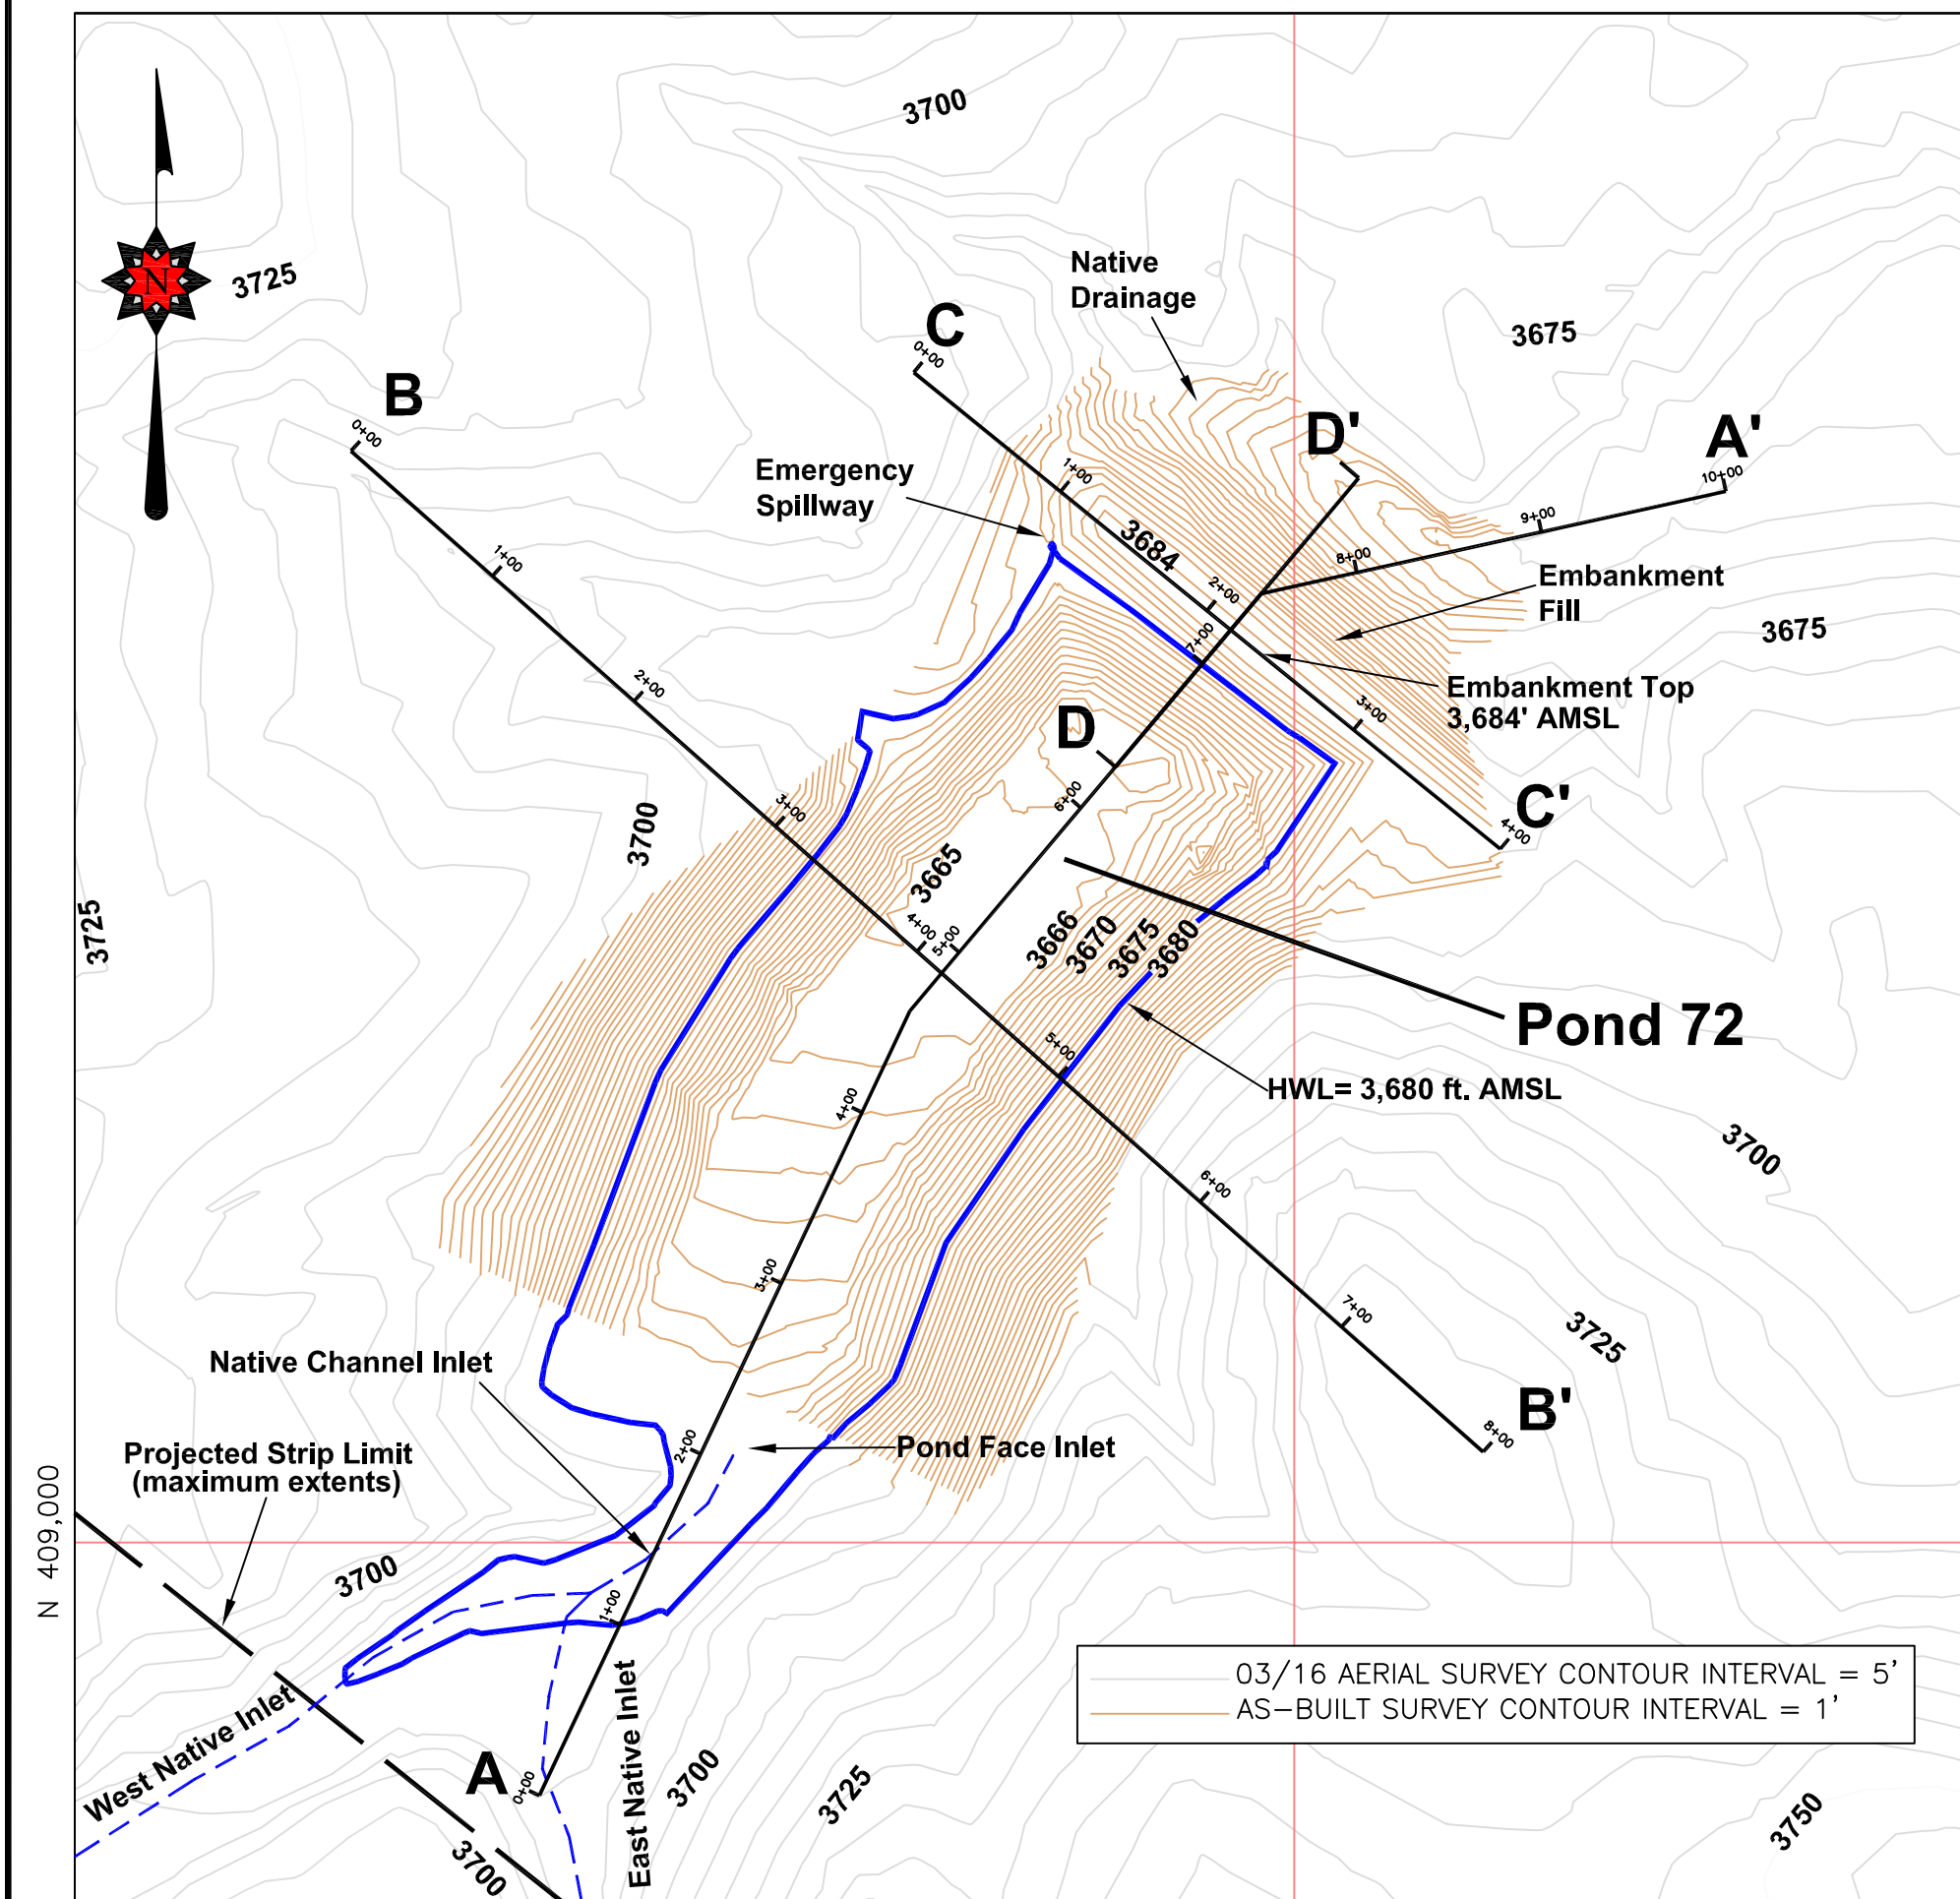 3700
N
3725
Native
Drainage
3675
C
0+00
B
0+00
D'
A'
10+00
Emergency
Spillway
1+00
3684
9+00
8+00
2+00
Embankment
Fill
1+00
7+00
3675
Embankment Top
3,684' AMSL
2+00
3+00
D
6+00
C'
4+00
3+00
3700
3665
3725
4+00
5+00
3666
3670
3675
3680
Pond 72
5+00
HWL= 3,680 ft. AMSL
4+00
3700
6+00
3+00
7+00
3725
Native Channel Inlet
B'
8+00
Projected Strip Limit
(maximum extents)
2+00
Pond Face Inlet
N 409,000
3700
1+00
03/16 AERIAL SURVEY CONTOUR INTERVAL = 5'
AS-BUILT SURVEY CONTOUR INTERVAL = 1'
West Native Inlet
East Native Inlet
A
0+00
3700
3725
3750
3700